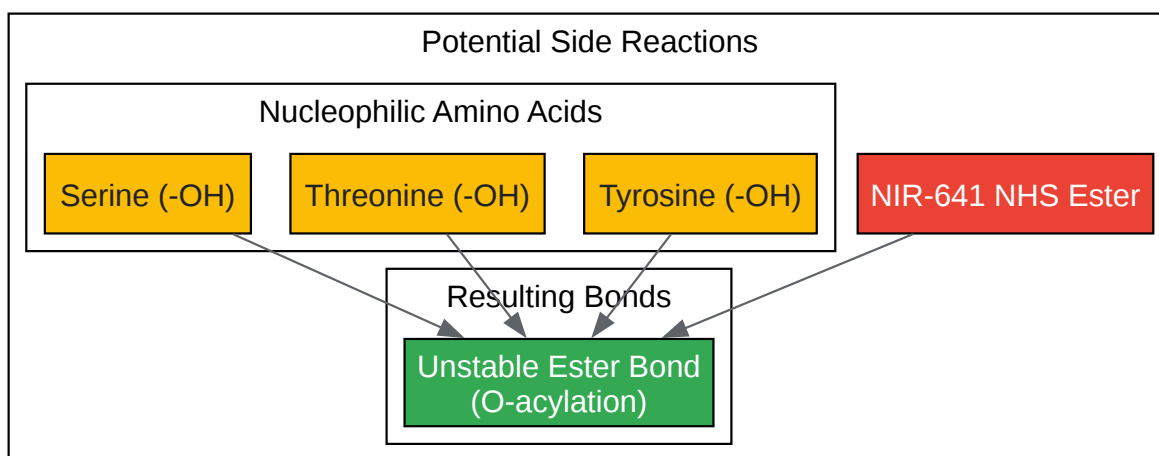 Potential Side Reactions
Nucleophilic Amino Acids
Serine (-OH)
Threonine (-OH)
Tyrosine (-OH)
NIR-641 NHS Ester
Resulting Bonds
Unstable Ester Bond
(O-acylation)